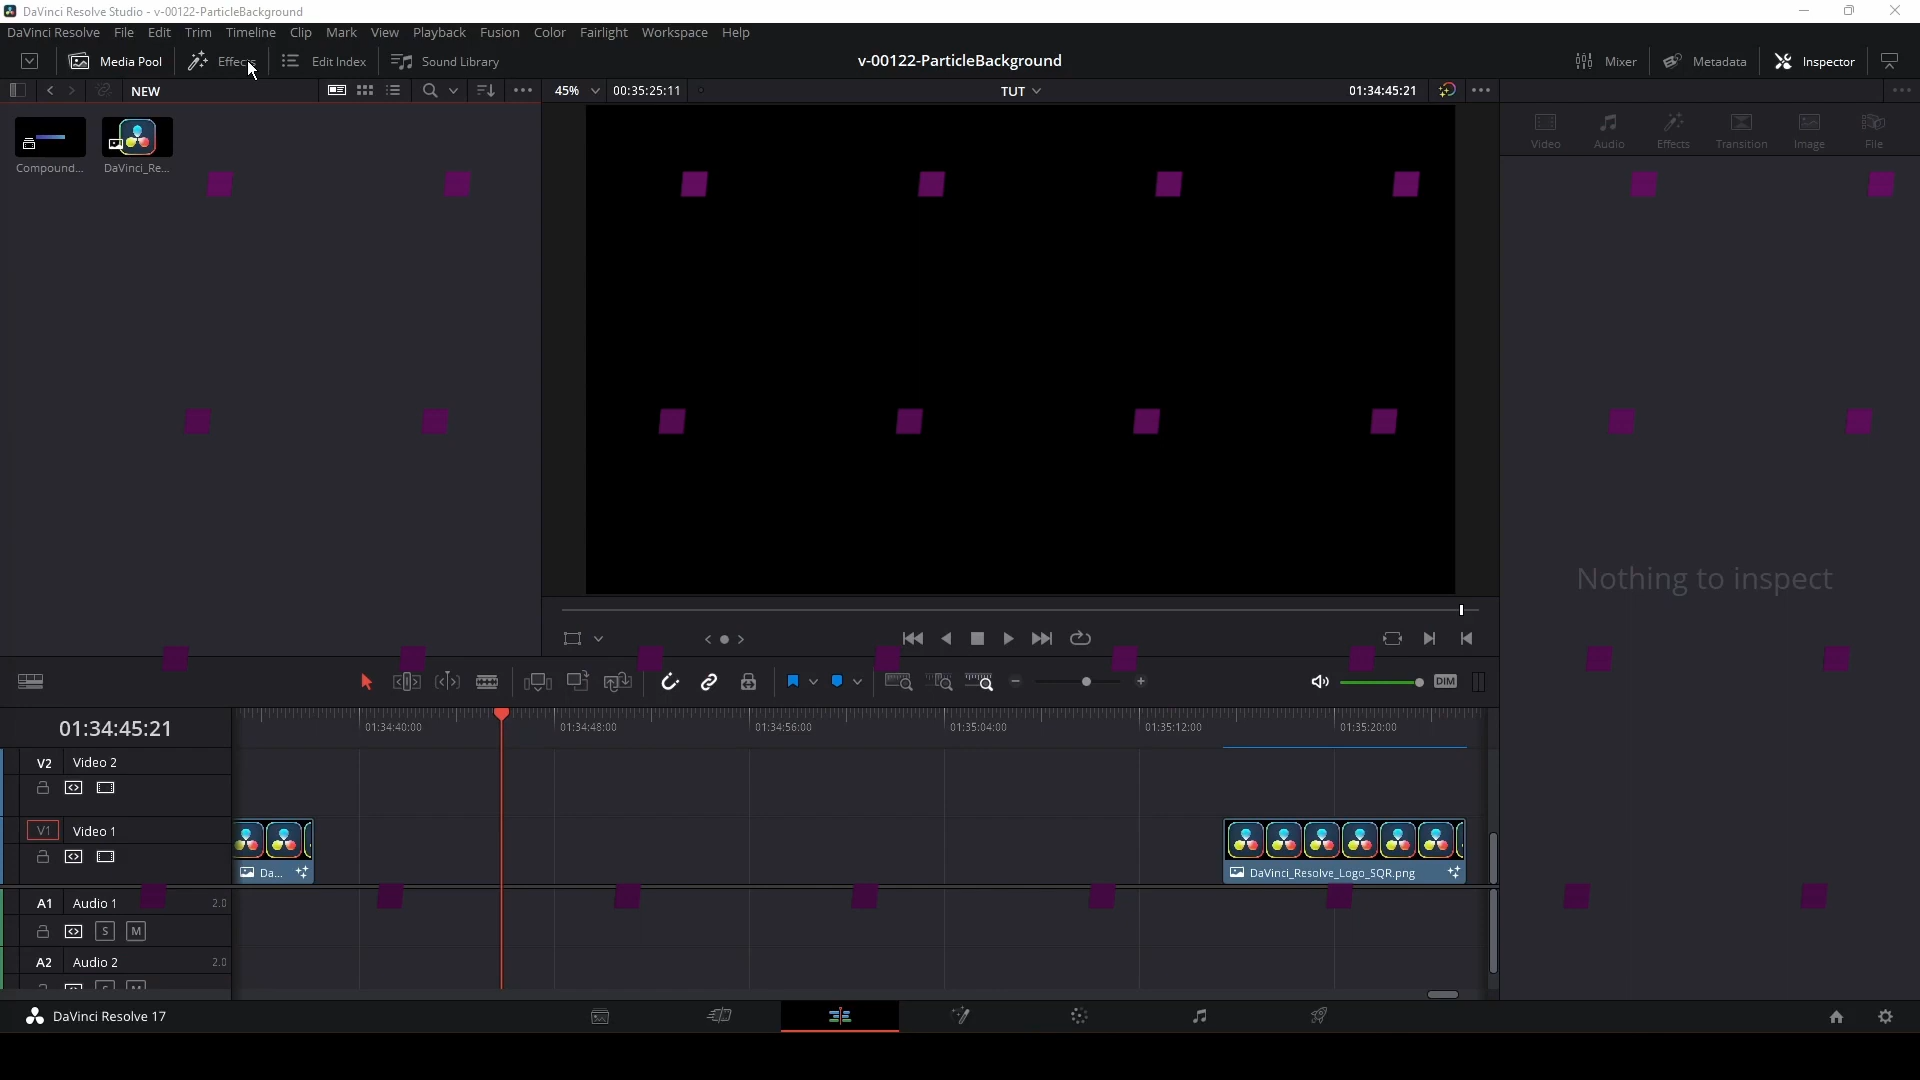 DaVinci Resolve Studio - v-00122-ParticleBackground
DaVinci Resolve File Edit Trim Timeline Clip Mark View Playback Fusion Color Fairlight Workspace Help
Media Pool Effects Edit Index Sound Library v-00122-ParticleBackground Mixer Metadata Inspector
NEW 45% 00:35:25:11 TUT 01:34:45:21
Video Audio Effects Transition Image File
Compound... DaVinci_Re...
Nothing to inspect
DIM
01:34:45:21 01:34:40:00 01:34:48:00 01:34:56:00 01:35:04:00 01:35:12:00 01:35:20:00
V2 Video 2
V1 Video 1
Da... DaVinci_Resolve_Logo_SQR.png
A1 Audio 1 2.0
S M
A2 Audio 2 2.0
S M
DaVinci Resolve 17